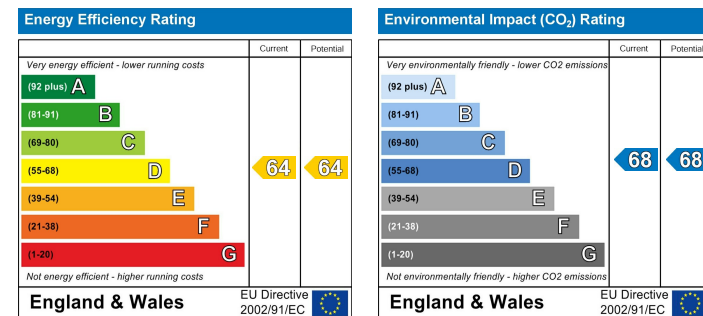 Energy Efficiency Rating
Current Potential
Very energy efficient - lower running costs
(92 plus) A
(81-91) B
(69-80) C
(55-68) D
64 64
(39-54) E
(21-38) F
(1-20) G
Not energy efficient - higher running costs
England & Wales
EU Directive
2002/91/EC
Environmental Impact (CO₂) Rating
Current Potential
Very environmentally friendly - lower CO2 emissions
(92 plus) A
(81-91) B
(69-80) C
68 68
(55-68) D
(39-54) E
(21-38) F
(1-20) G
Not environmentally friendly - higher CO2 emissions
England & Wales
EU Directive
2002/91/EC